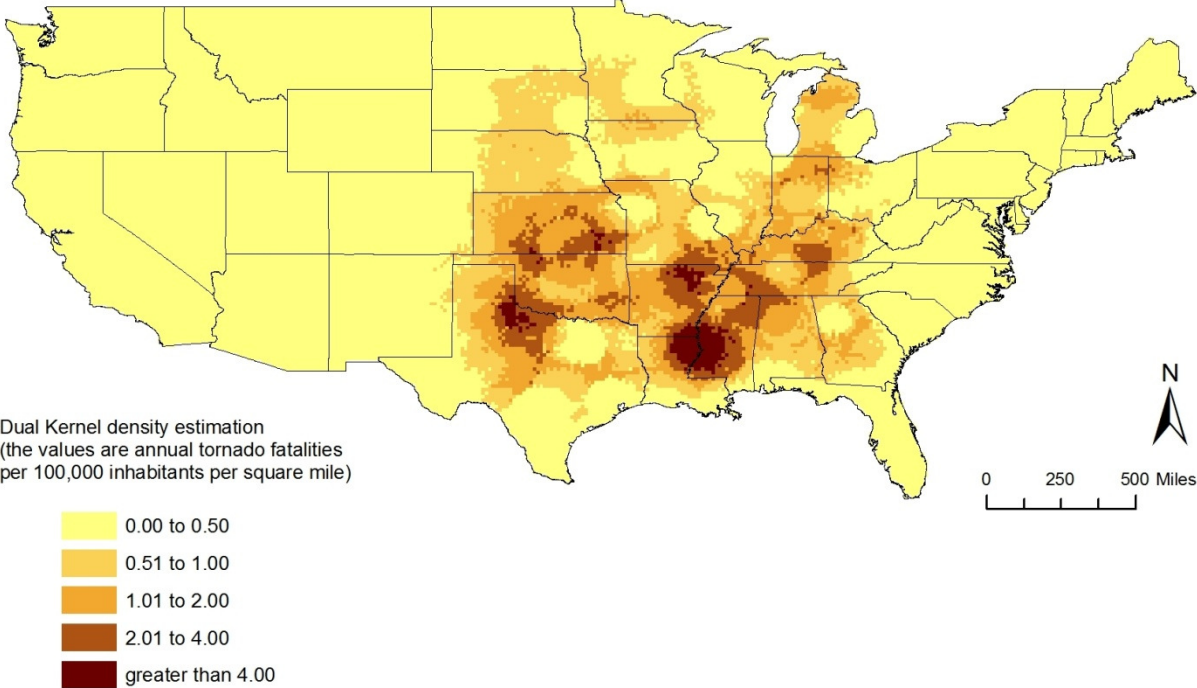 N
0 250 500 Miles
Dual Kernel density estimation
(the values are annual tornado fatalities
per 100,000 inhabitants per square mile)
0.00 to 0.50
0.51 to 1.00
1.01 to 2.00
2.01 to 4.00
greater than 4.00